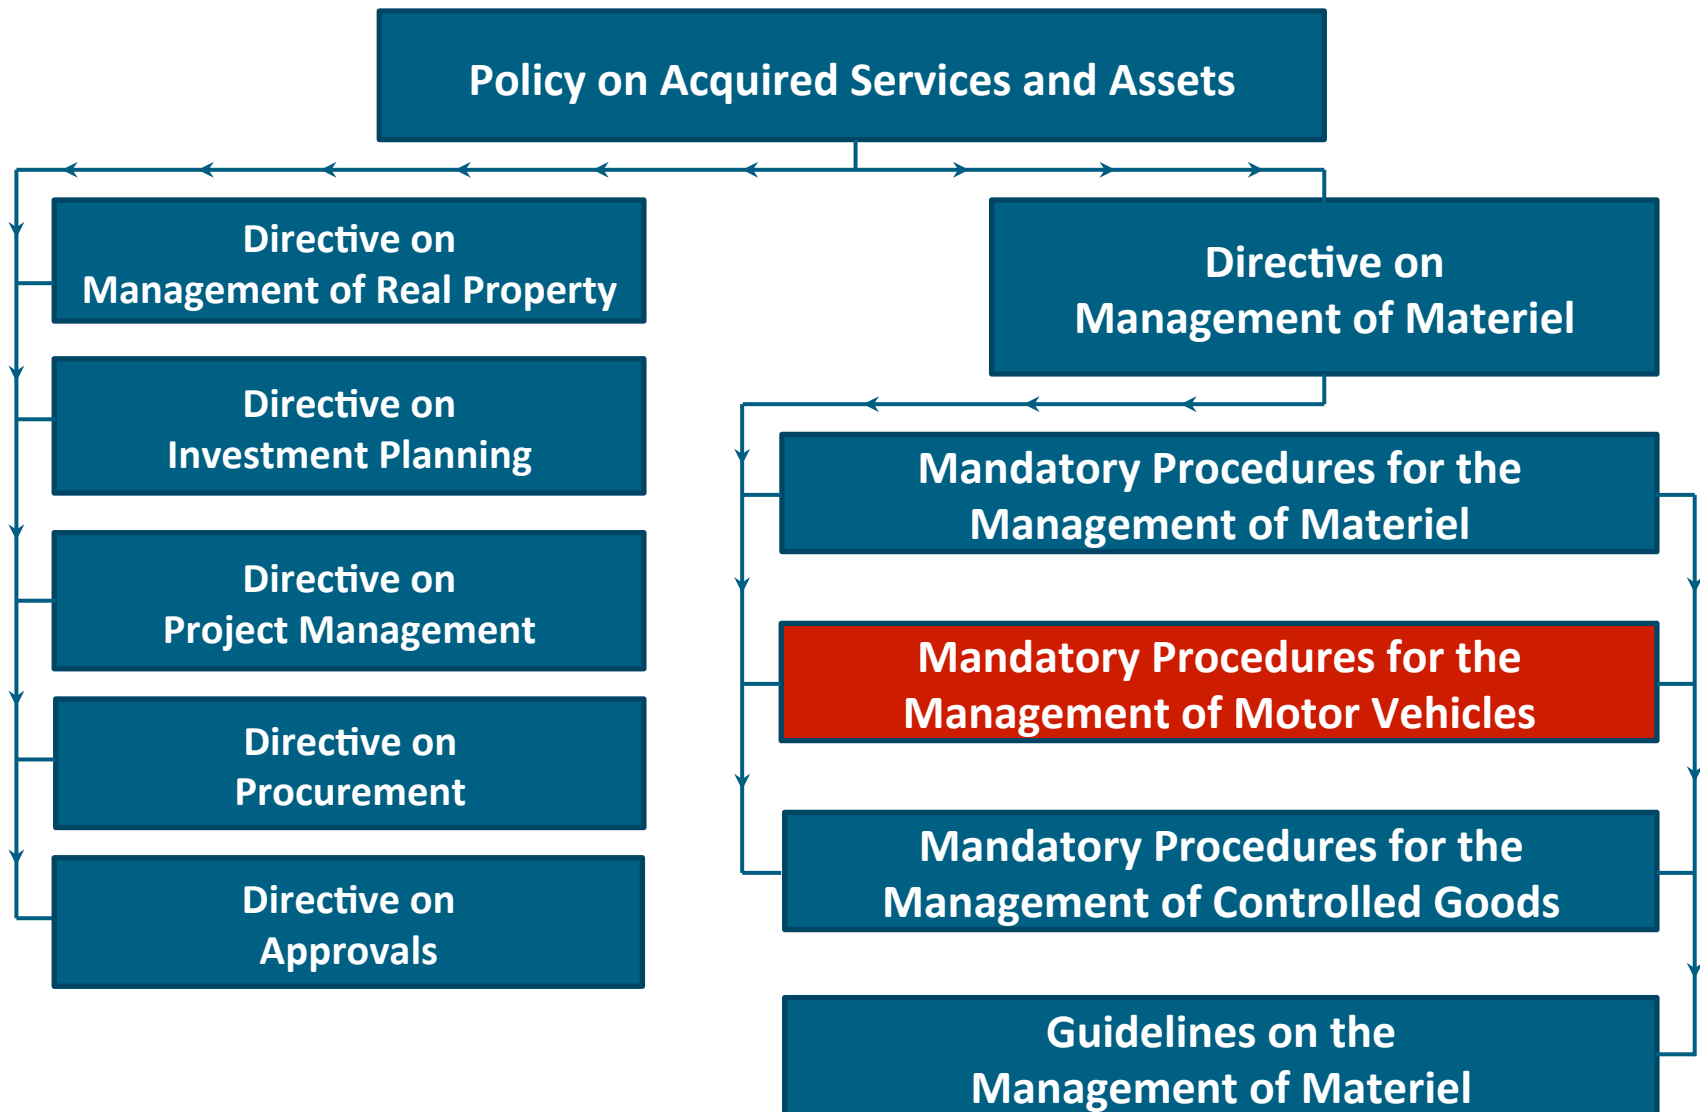 Policy on Acquired Services and Assets
Directive on
Management of Real Property
Directive on
Investment Planning
Directive on
Project Management
Directive on
Procurement
Directive on
Approvals
Directive on
Management of Materiel
Mandatory Procedures for the
Management of Materiel
Mandatory Procedures for the
Management of Motor Vehicles
Mandatory Procedures for the
Management of Controlled Goods
Guidelines on the
Management of Materiel